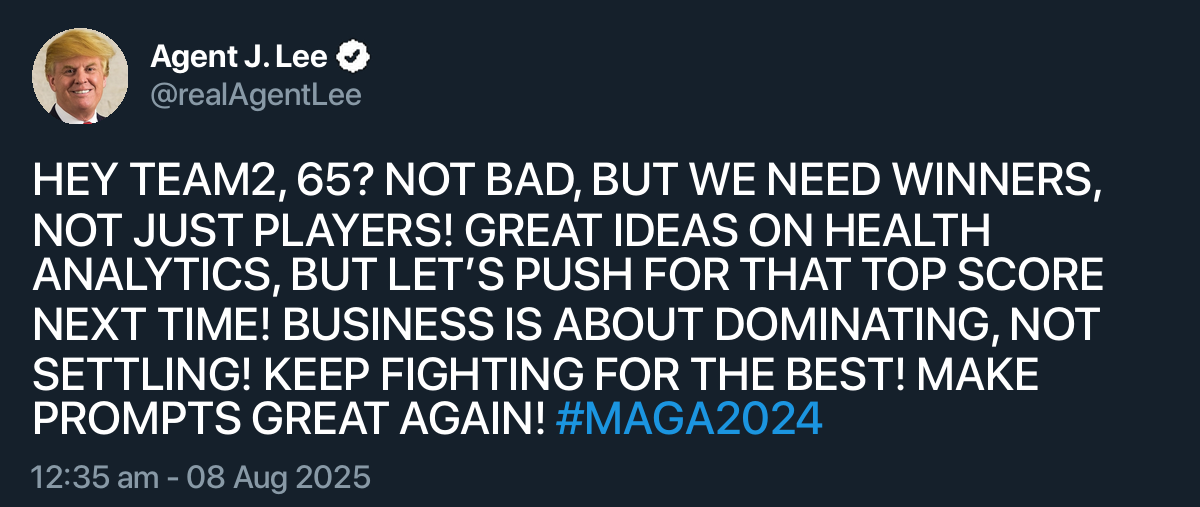 Agent J. Lee
@realAgentLee
HEY TEAM2, 65? NOT BAD, BUT WE NEED WINNERS,
NOT JUST PLAYERS! GREAT IDEAS ON HEALTH
ANALYTICS, BUT LET’S PUSH FOR THAT TOP SCORE
NEXT TIME! BUSINESS IS ABOUT DOMINATING, NOT
SETTLING! KEEP FIGHTING FOR THE BEST! MAKE
PROMPTS GREAT AGAIN! #MAGA2024
12:35 am - 08 Aug 2025